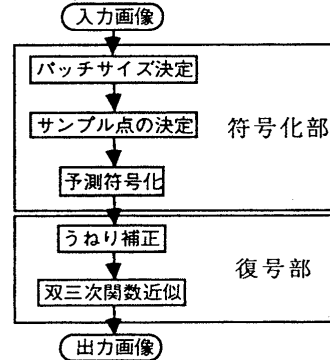 入力画像
パッチサイズ決定
サンプル点の決定
符号化部
予測符号化
うねり補正
復号部
双三次関数近似
出力画像